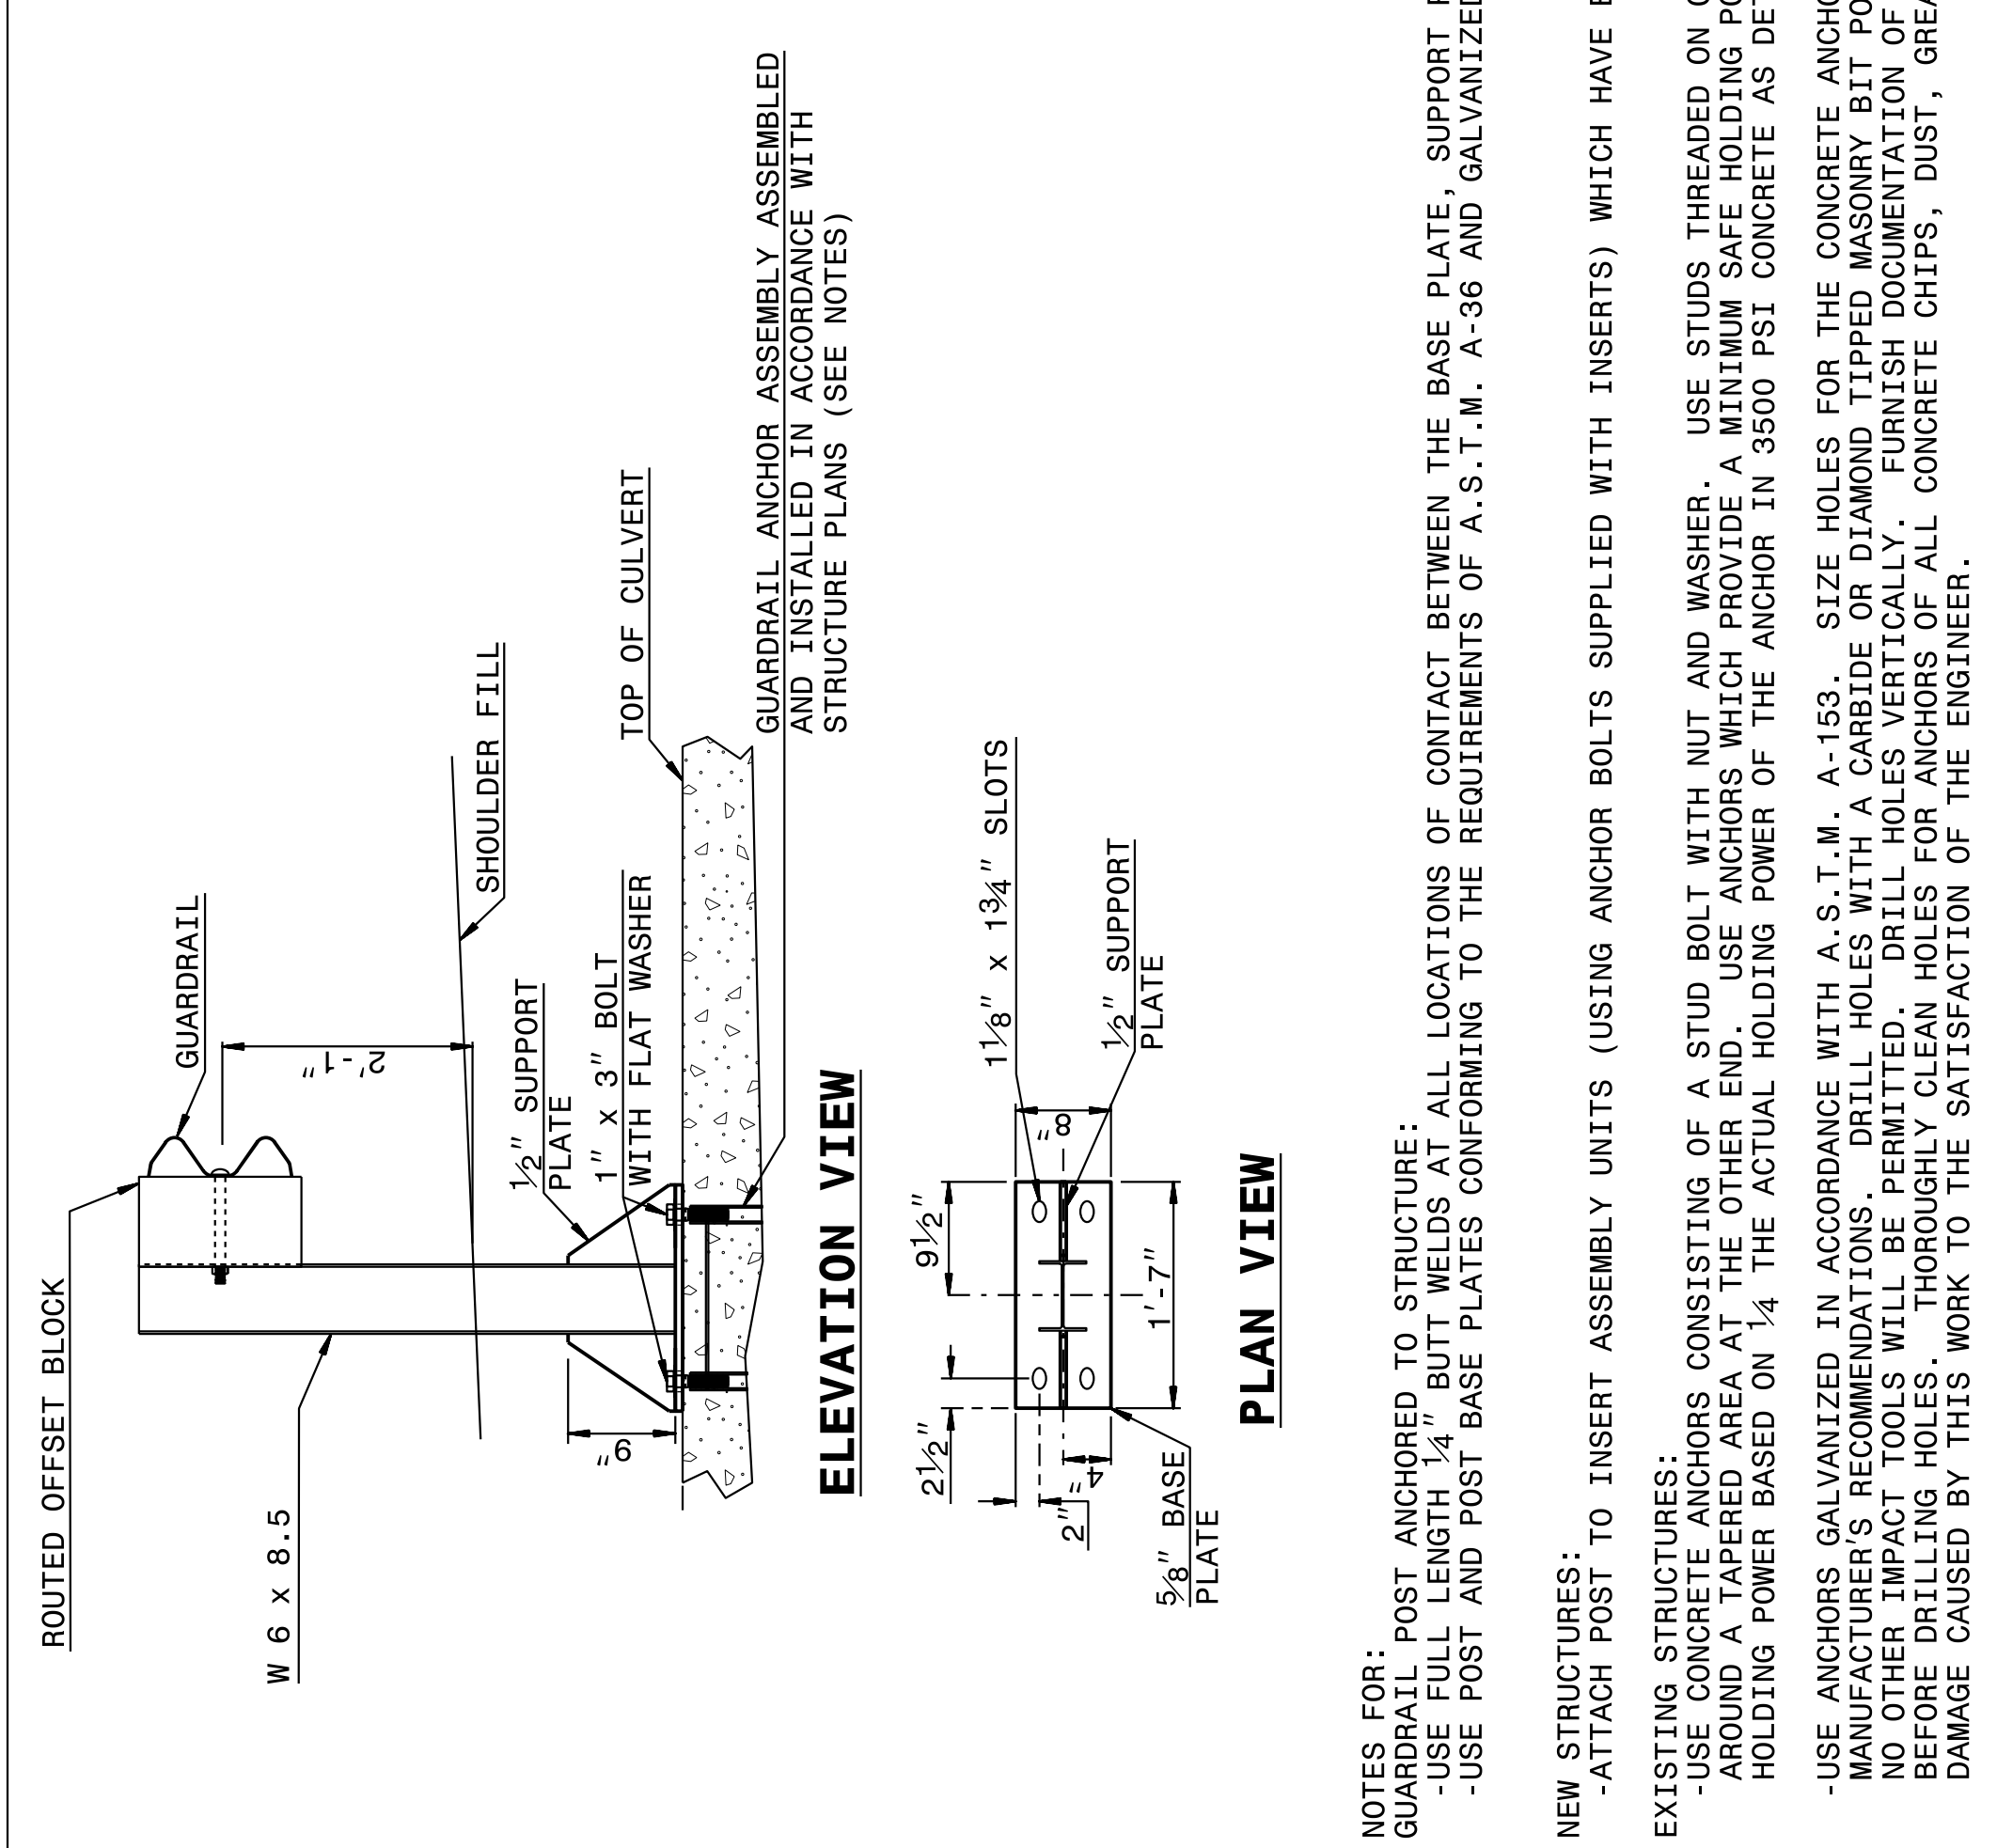 ROUTED OFFSET BLOCK
GUARDRAIL
W 6 x 8.5
2'-1"
SHOULDER FILL
1/2" SUPPORT
PLATE
1" x 3" BOLT
WITH FLAT WASHER
TOP OF CULVERT
9"
GUARDRAIL ANCHOR ASSEMBLY ASSEMBLED
AND INSTALLED IN ACCORDANCE WITH
STRUCTURE PLANS (SEE NOTES)
ELEVATION VIEW
2 1/2"
9 1/2"
1 1/8" x 1 3/4" SLOTS
8"
2"
4"
1/2" SUPPORT
PLATE
1'-7"
5/8" BASE
PLATE
PLAN VIEW
NOTES FOR:
GUARDRAIL POST ANCHORED TO STRUCTURE:
-USE FULL LENGTH 1/4" BUTT WELDS AT ALL LOCATIONS OF CONTACT BETWEEN THE BASE PLATE, SUPPORT
-USE POST AND POST BASE PLATES CONFORMING TO THE REQUIREMENTS OF A.S.T.M. A-36 AND GALVANIZED
NEW STRUCTURES:
-ATTACH POST TO INSERT ASSEMBLY UNITS (USING ANCHOR BOLTS SUPPLIED WITH INSERTS) WHICH HAVE
EXISTING STRUCTURES:
-USE CONCRETE ANCHORS CONSISTING OF A STUD BOLT WITH NUT AND WASHER. USE STUDS THREADED ON
AROUND A TAPERED AREA AT THE OTHER END. USE ANCHORS WHICH PROVIDE A MINIMUM SAFE HOLDING
HOLDING POWER BASED ON 1/4 THE ACTUAL HOLDING POWER OF THE ANCHOR IN 3500 PSI CONCRETE AS
-USE ANCHORS GALVANIZED IN ACCORDANCE WITH A.S.T.M. A-153. SIZE HOLES FOR THE CONCRETE
MANUFACTURER'S RECOMMENDATIONS. DRILL HOLES WITH A CARBIDE OR DIAMOND TIPPED MASONRY BIT
NO OTHER IMPACT TOOLS WILL BE PERMITTED. DRILL HOLES VERTICALLY. FURNISH DOCUMENTATION OF
BEFORE DRILLING HOLES. THOROUGHLY CLEAN HOLES FOR ANCHORS OF ALL CONCRETE CHIPS, DUST,
DAMAGE CAUSED BY THIS WORK TO THE SATISFACTION OF THE ENGINEER.